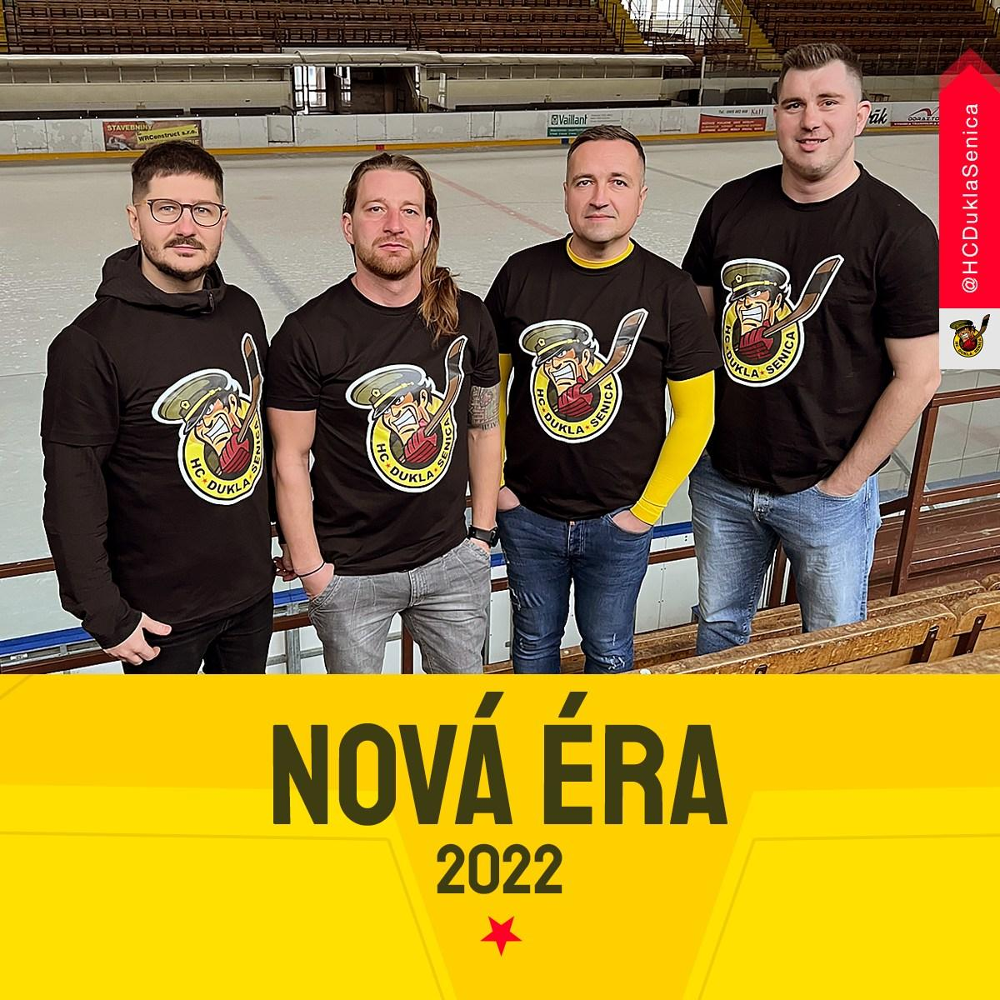 STAVEBNINY
WRConstruct s.r.o.
Vaillant
K&H
@HCDuklaSenica
HC DUKLA SENICA
HC DUKLA SENICA
HC DUKLA SENICA
HC DUKLA SENICA
NOVÁ ÉRA
2022